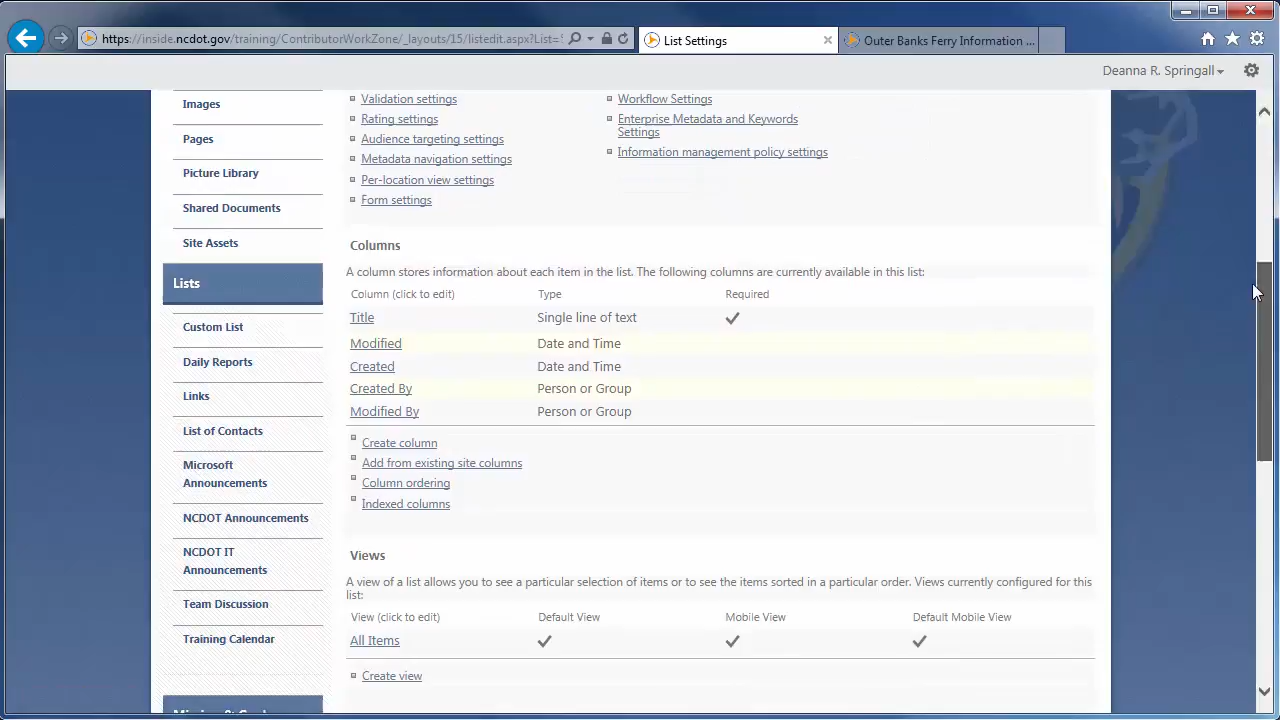 https://inside.ncdot.gov/training/ContributorWorkZone/_layouts/15/listedit.aspx?List=
List Settings
Outer Banks Ferry Information ...
Deanna R. Springall
Images
Pages
Picture Library
Shared Documents
Site Assets
Lists
Custom List
Daily Reports
Links
List of Contacts
Microsoft
Announcements
NCDOT Announcements
NCDOT IT
Announcements
Team Discussion
Training Calendar
Validation settings
Rating settings
Audience targeting settings
Metadata navigation settings
Per-location view settings
Form settings
Workflow Settings
Enterprise Metadata and Keywords
Settings
Information management policy settings
Columns
A column stores information about each item in the list. The following columns are currently available in this list:
Column (click to edit) Type Required
Title Single line of text
Modified Date and Time
Created Date and Time
Created By Person or Group
Modified By Person or Group
Create column
Add from existing site columns
Column ordering
Indexed columns
Views
A view of a list allows you to see a particular selection of items or to see the items sorted in a particular order. Views currently configured for this
list:
View (click to edit) Default View Mobile View Default Mobile View
All Items
Create view